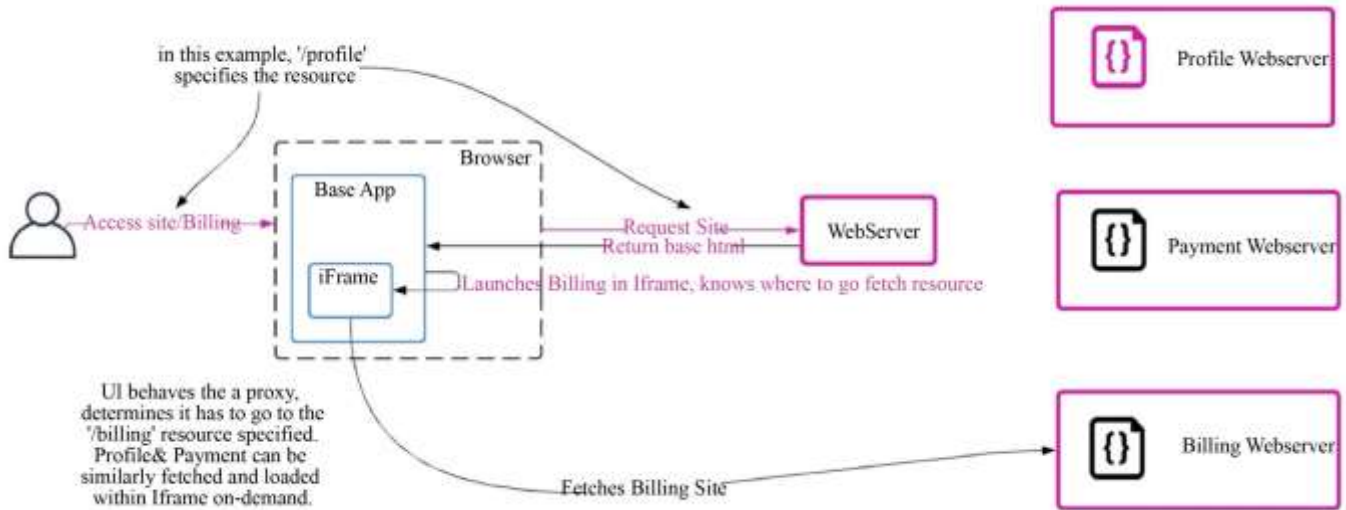 in this example, '/profile'
specifies the resource
Profile Webserver
Browser
Base App
Access site/Billing
Request Site
Return base html
WebServer
Payment Webserver
iFrame
Launches Billing in Iframe, knows where to go fetch resource
UI behaves the a proxy,
determines it has to go to the
'/billing' resource specified.
Profile& Payment can be
similarly fetched and loaded
within Iframe on-demand.
Fetches Billing Site
Billing Webserver